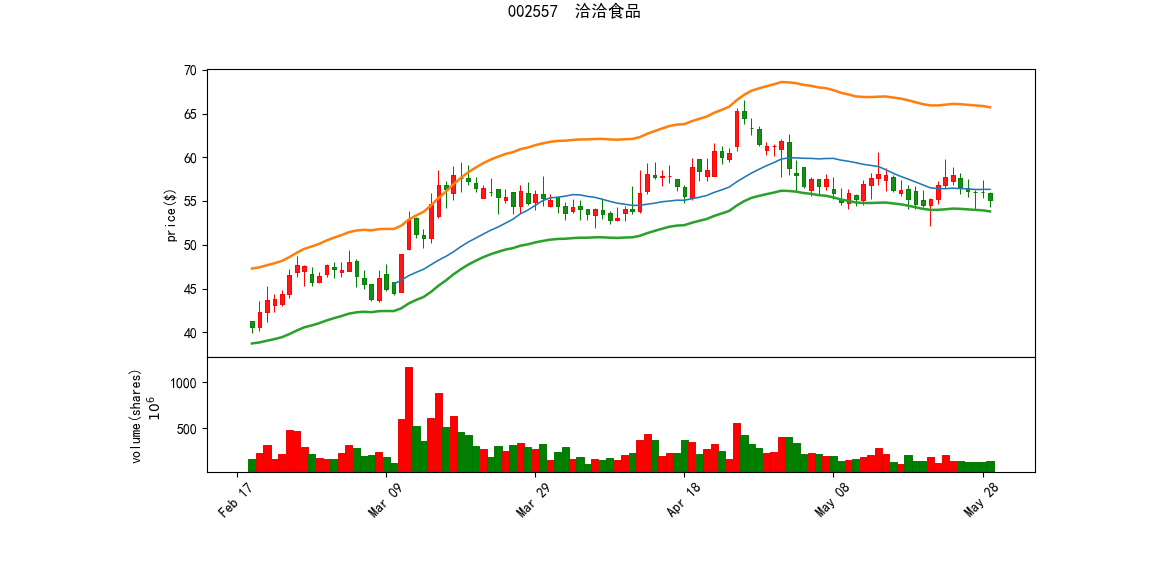 002557 洽洽食品
70
65
60
55
50
45
40
price($)
1000
500
volume(shares)
10^6
Feb 17
Mar 09
Mar 29
Apr 18
May 08
May 28